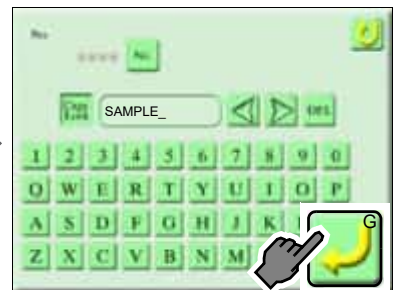 No.
No.
Caps Lock SAMPLE_ DEL
1 2 3 4 5 6 7 8 9 0
Q W E R T Y U I O P
A S D F G H J K
Z X C V B N M
G